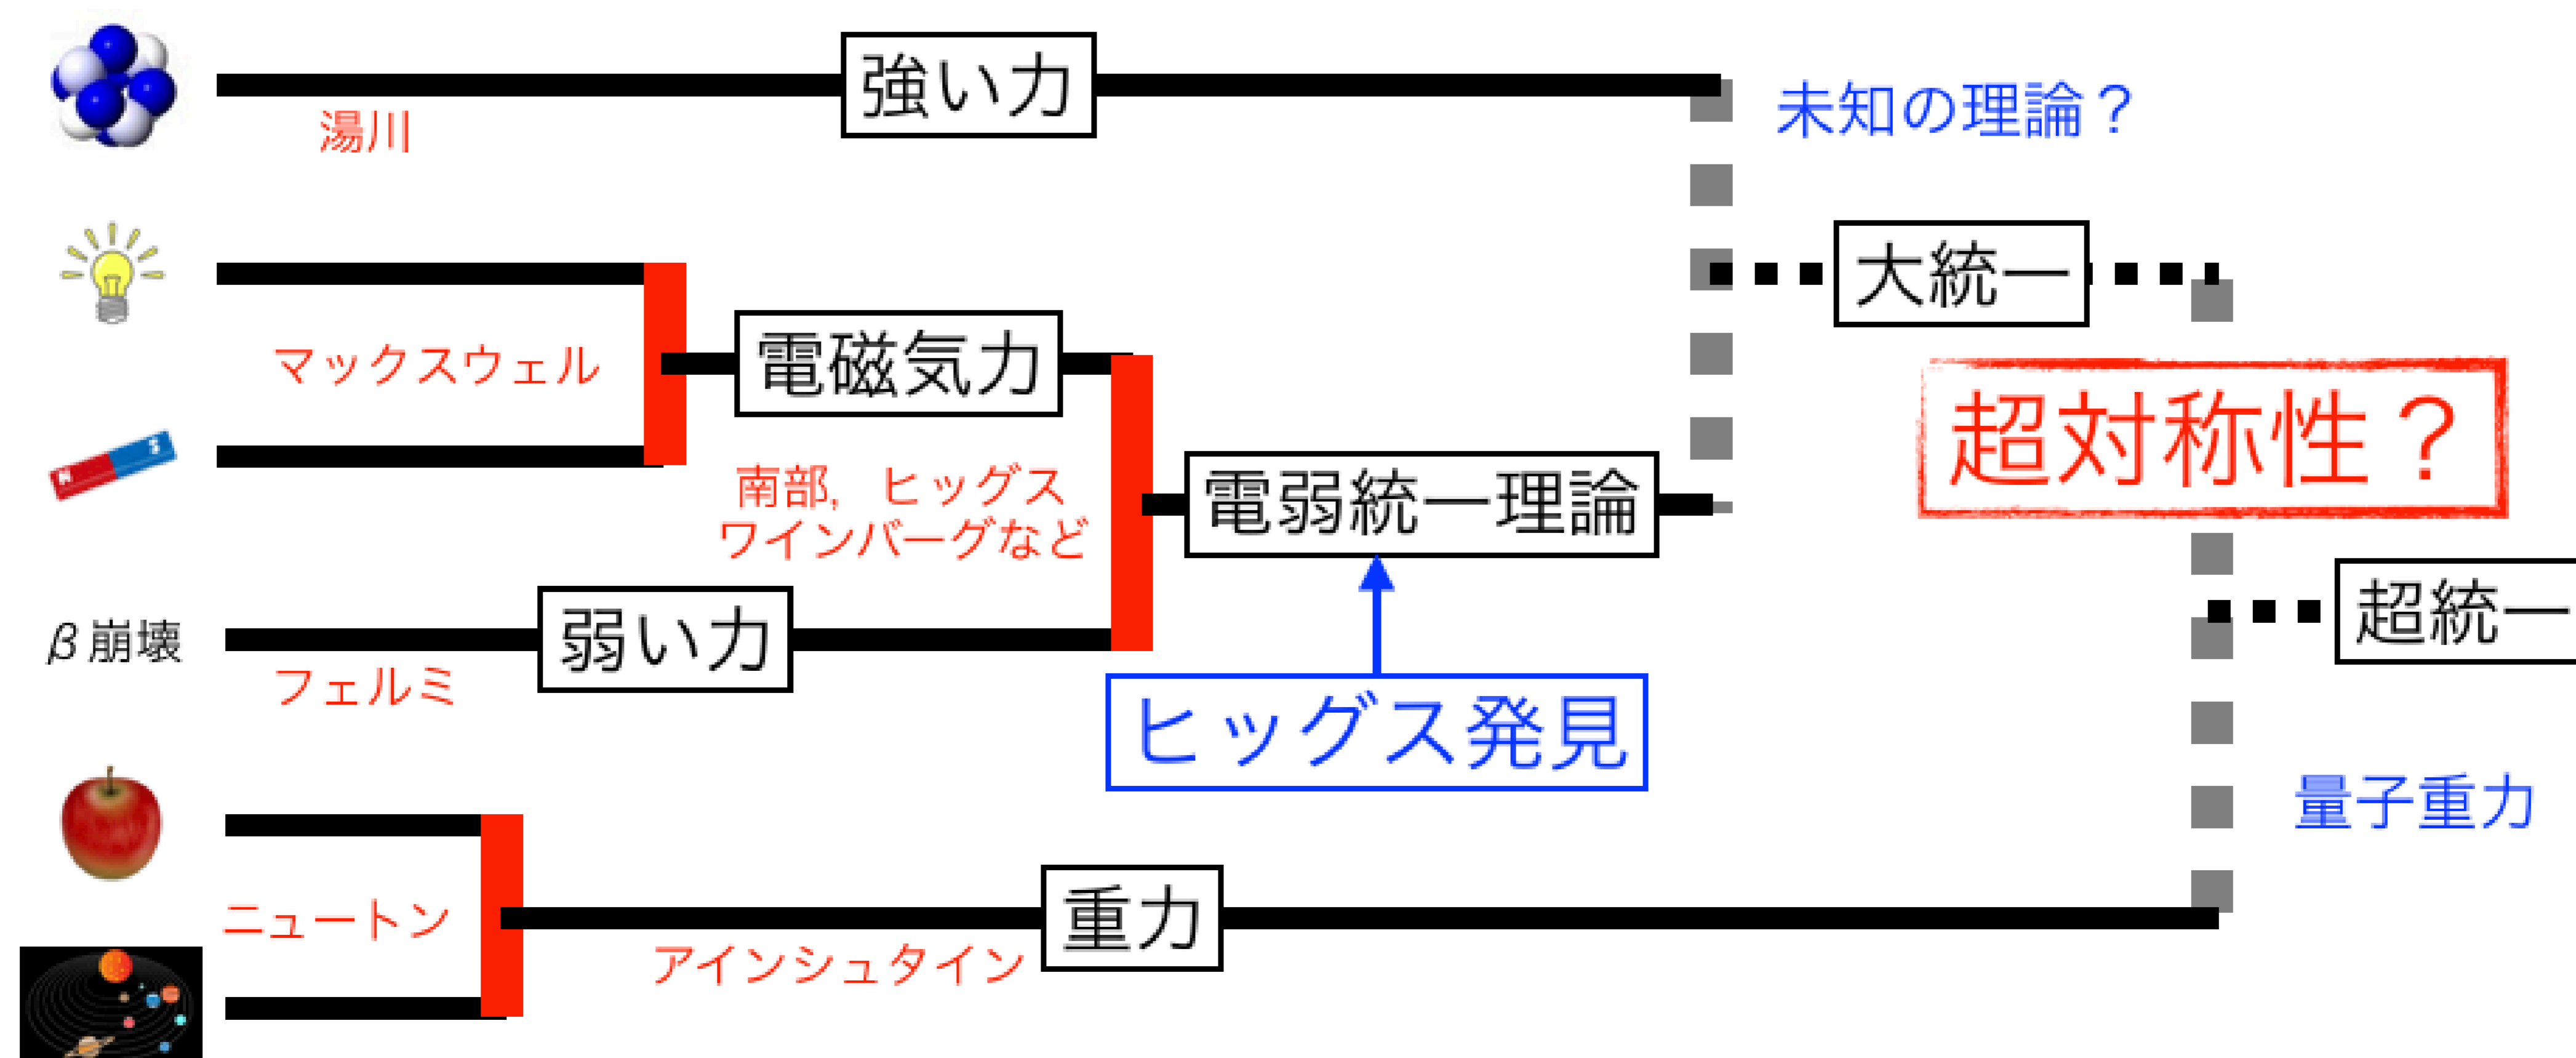 強い力
湯川
未知の理論？
大統一
マックスウェル
電磁気力
超対称性？
南部，ヒッグス
ワインバーグなど
電弱統一理論
β崩壊
フェルミ
弱い力
超統一
ヒッグス発見
量子重力
ニュートン
アインシュタイン
重力
N
S